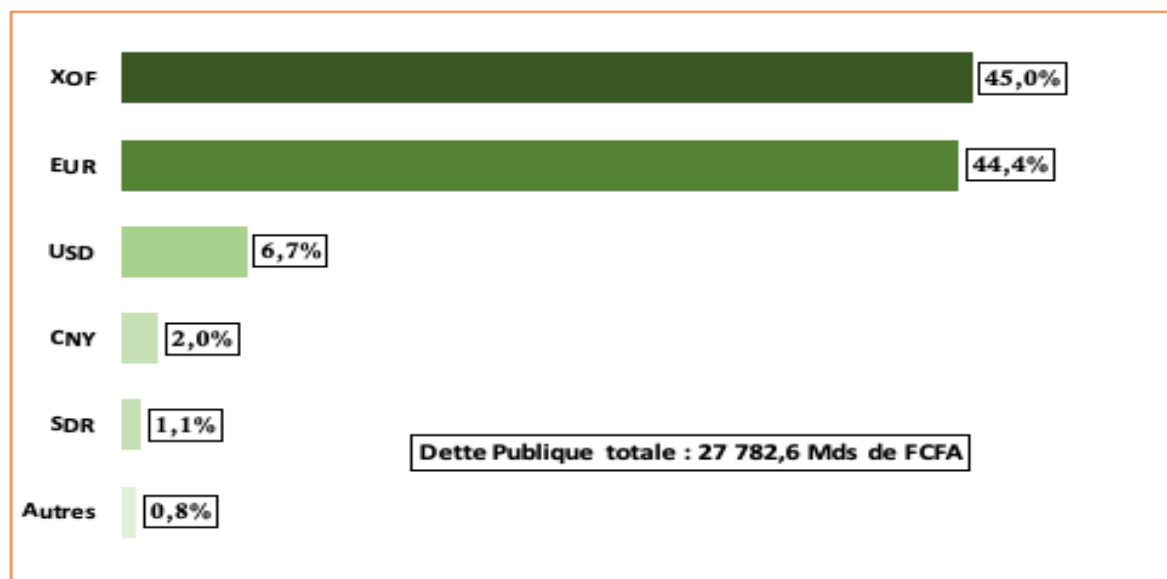 XOF
45,0%
EUR
44,4%
USD
6,7%
CNY
2,0%
SDR
1,1%
Dette Publique totale : 27 782,6 Mds de FCFA
Autres
0,8%